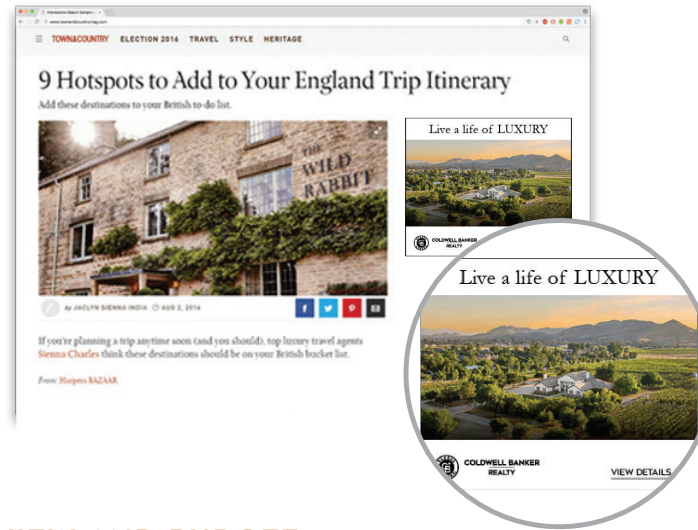 www.townandcountrymag.com
TOWN&COUNTRY ELECTION 2016 TRAVEL STYLE HERITAGE
9 Hotspots to Add to Your England Trip Itinerary
Add these destinations to your British to-do list.
THE
WILD
RABBIT
Live a life of LUXURY
COLDWELL BANKER
REALTY
by JACLYN SIENNA INDIA AUG 2, 2016
If you're planning a trip anytime soon (and you should), top luxury travel agents
Sienna Charles think these destinations should be on your British bucket list.
From: Harpers BAZAAR
Live a life of LUXURY
COLDWELL BANKER
REALTY
VIEW DETAILS